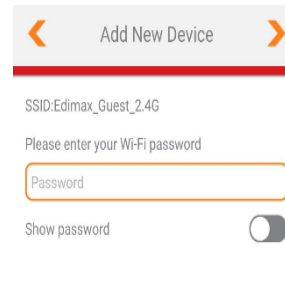 Add New Device
SSID:Edimax_Guest_2.4G
Please enter your Wi-Fi password
Password
Show password